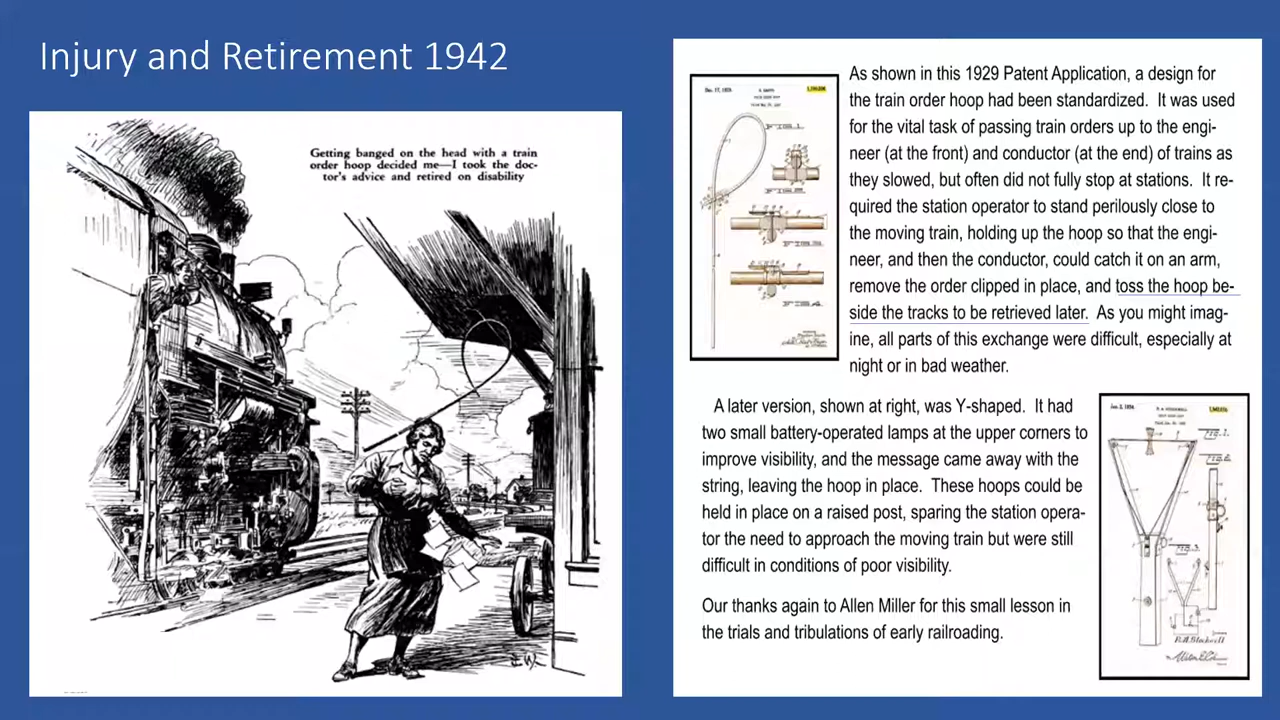 Injury and Retirement 1942
Getting banged on the head with a train
order hoop decided me—I took the doc-
tor's advice and retired on disability
As shown in this 1929 Patent Application, a design for
the train order hoop had been standardized. It was used
for the vital task of passing train orders up to the engi-
neer (at the front) and conductor (at the end) of trains as
they slowed, but often did not fully stop at stations. It re-
quired the station operator to stand perilously close to
the moving train, holding up the hoop so that the engi-
neer, and then the conductor, could catch it on an arm,
remove the order clipped in place, and toss the hoop be-
side the tracks to be retrieved later. As you might imag-
ine, all parts of this exchange were difficult, especially at
night or in bad weather.
A later version, shown at right, was Y-shaped. It had
two small battery-operated lamps at the upper corners to
improve visibility, and the message came away with the
string, leaving the hoop in place. These hoops could be
held in place on a raised post, sparing the station opera-
tor the need to approach the moving train but were still
difficult in conditions of poor visibility.
Our thanks again to Allen Miller for this small lesson in
the trials and tribulations of early railroading.